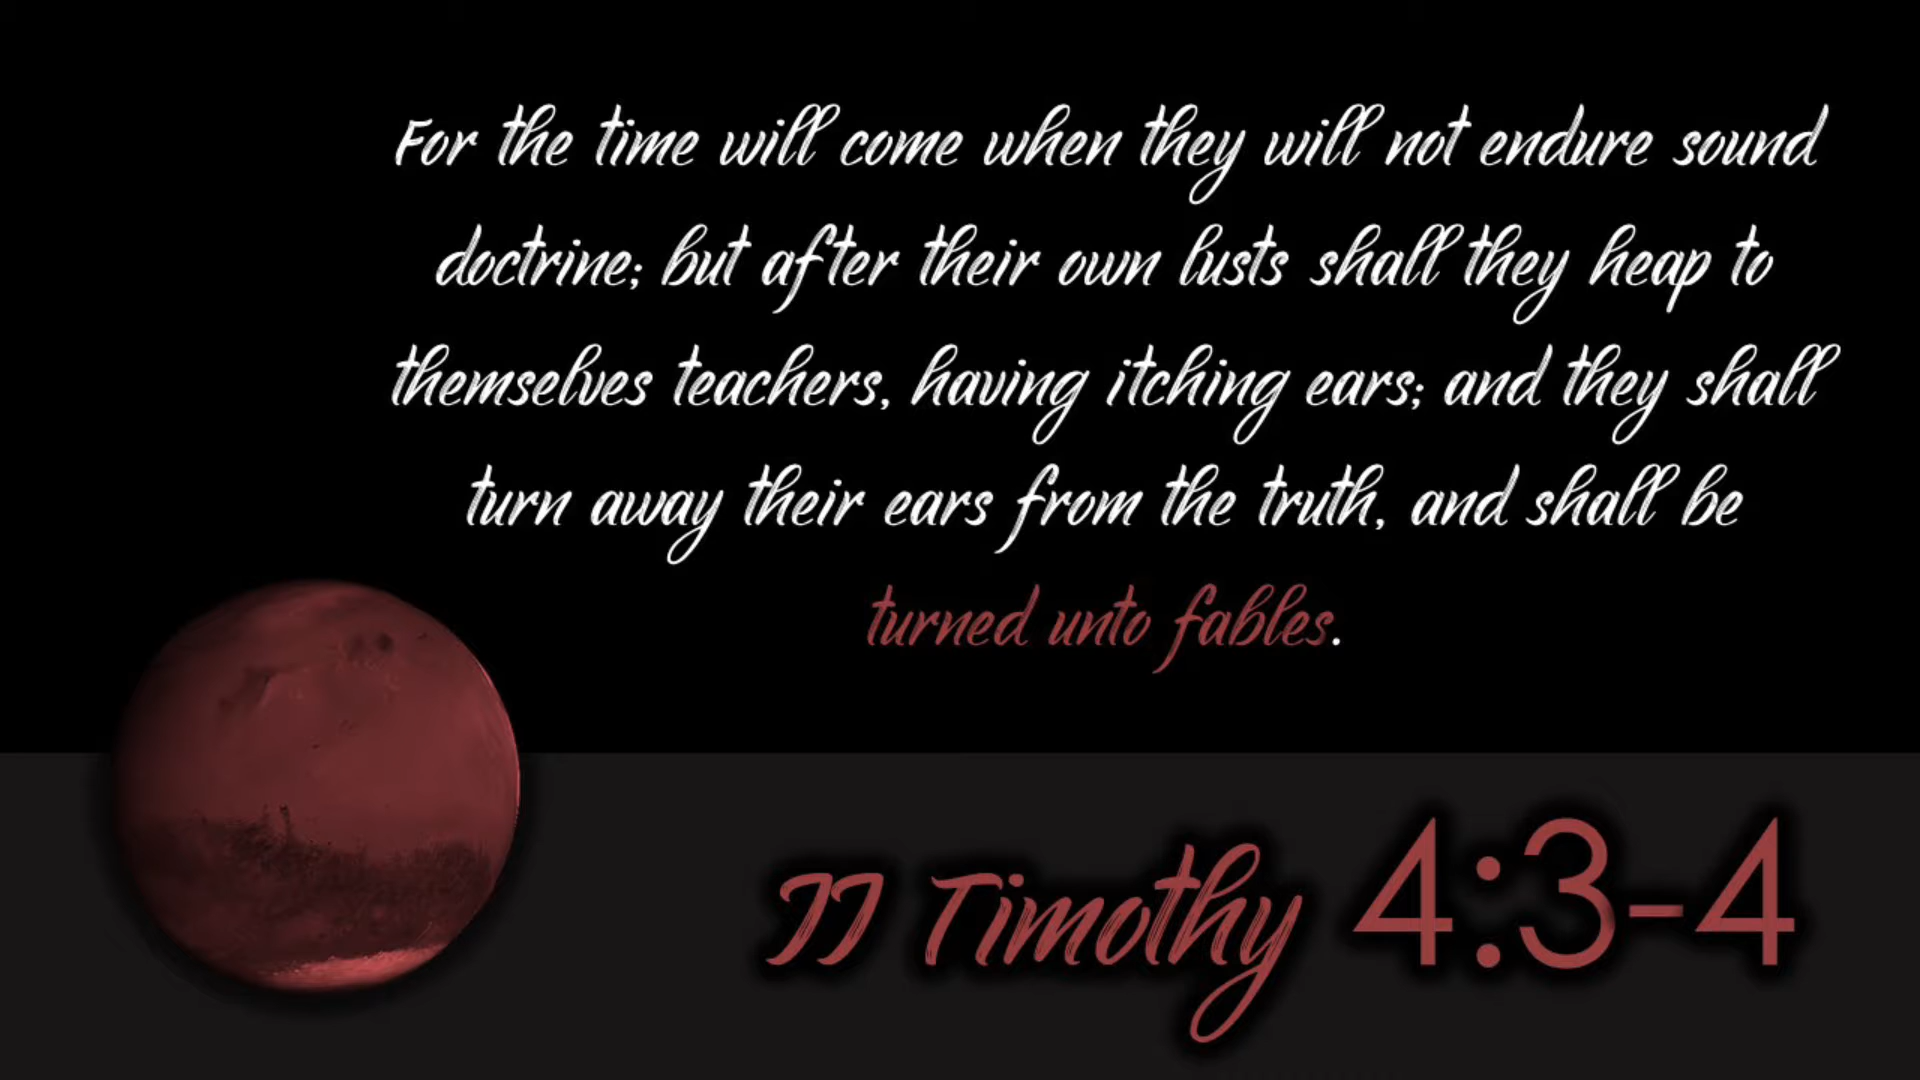 For the time will come when they will not endure sound
doctrine; but after their own lusts shall they heap to
themselves teachers, having itching ears; and they shall
turn away their ears from the truth, and shall be
turned unto fables.
II Timothy 4:3-4